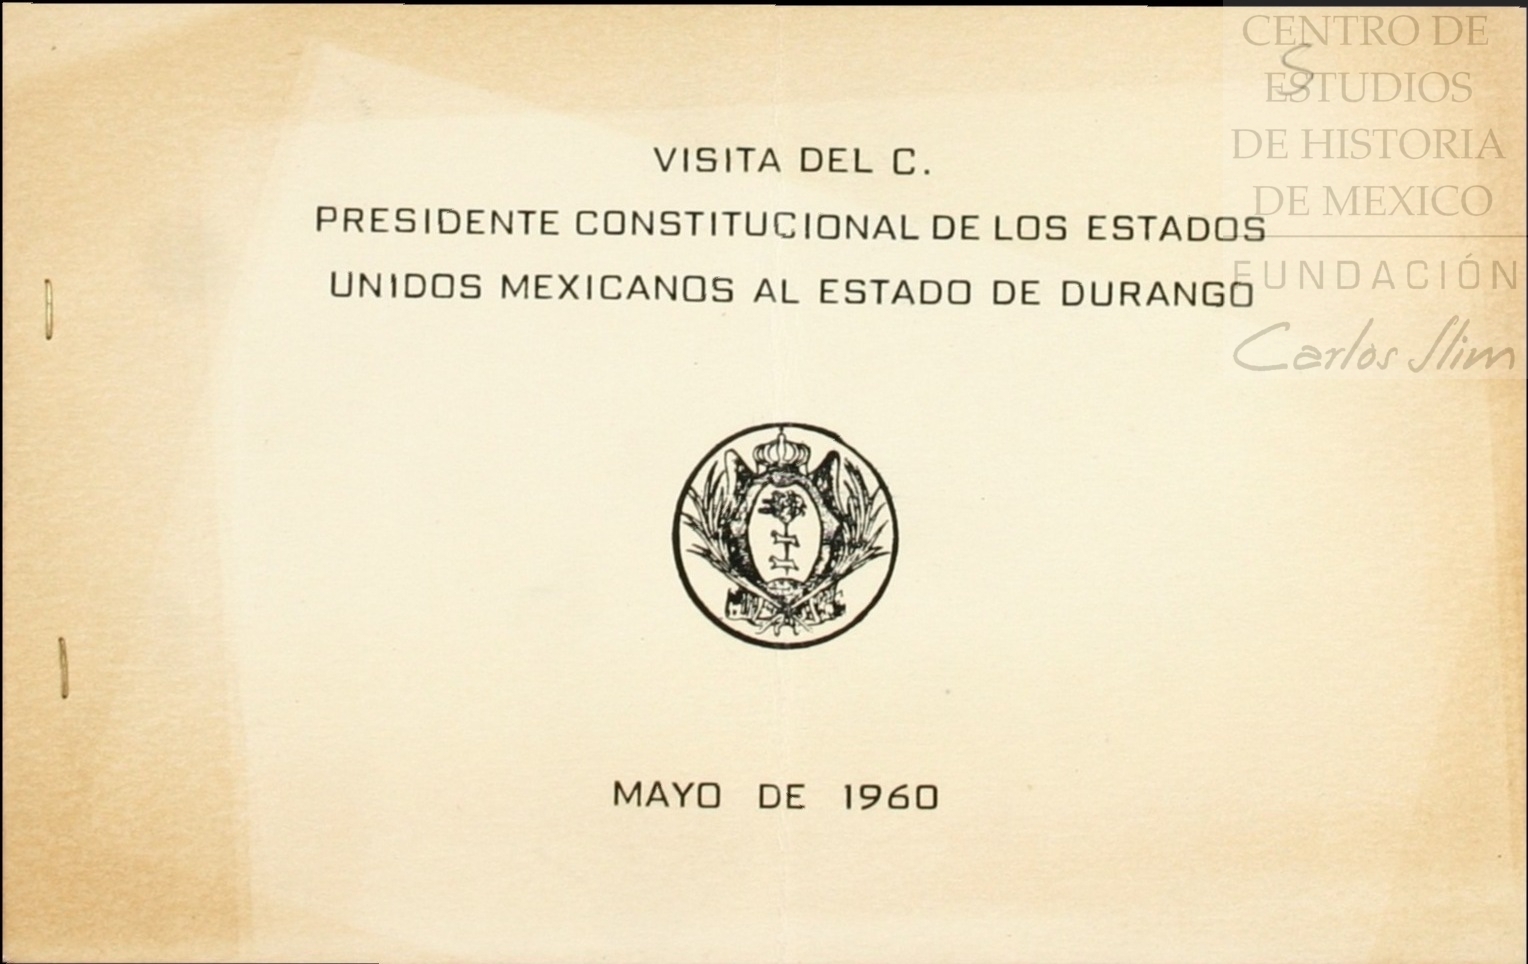 VISITA DEL C.
PRESIDENTE CONSTITUCIONAL DE LOS ESTADOS
UNIDOS MEXICANOS AL ESTADO DE DURANGO
MAYO DE 1960
CENTRO DE
ESTUDIOS
DE HISTORIA
DE MEXICO
FUNDACIÓN
Carlos Slim
S